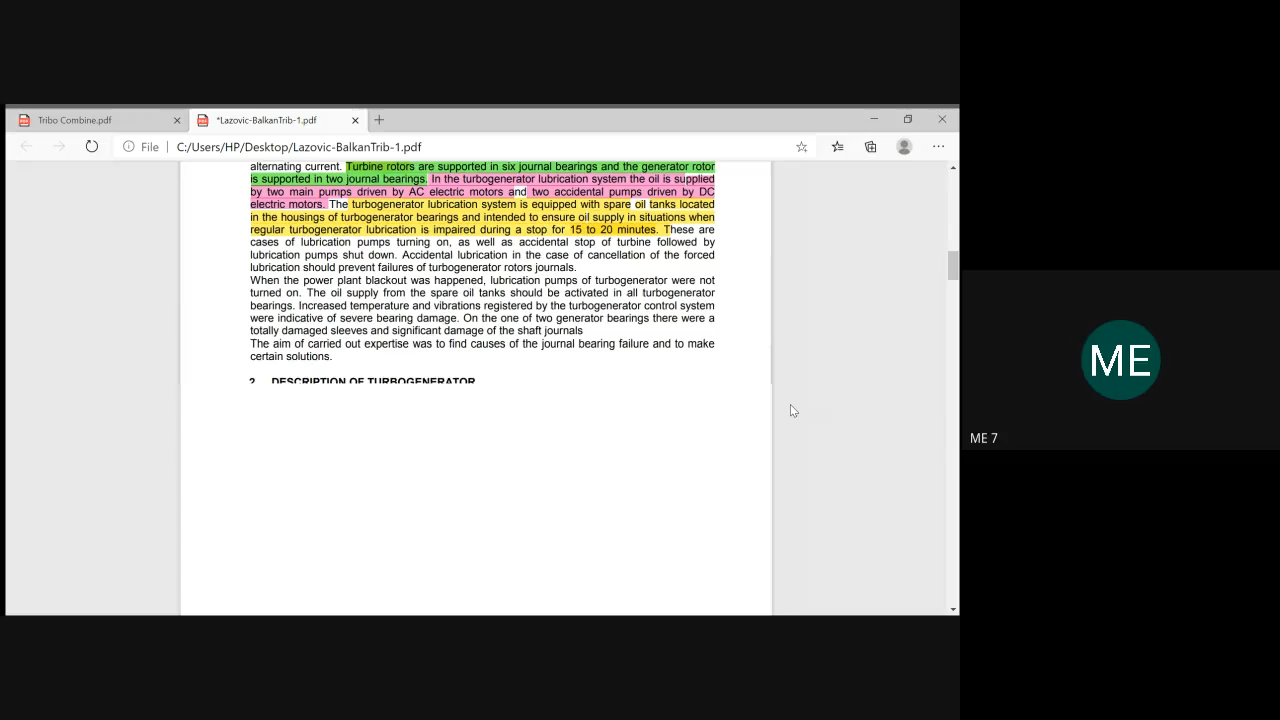 Tribo Combine.pdf
*Lazovic-BalkanTrib-1.pdf
File C:/Users/HP/Desktop/Lazovic-BalkanTrib-1.pdf
alternating current. Turbine rotors are supported in six journal bearings and the generator rotor
is supported in two journal bearings. In the turbogenerator lubrication system the oil is supplied
by two main pumps driven by AC electric motors and two accidental pumps driven by DC
electric motors. The turbogenerator lubrication system is equipped with spare oil tanks located
in the housings of turbogenerator bearings and intended to ensure oil supply in situations when
regular turbogenerator lubrication is impaired during a stop for 15 to 20 minutes. These are
cases of lubrication pumps turning on, as well as accidental stop of turbine followed by
lubrication pumps shut down. Accidental lubrication in the case of cancellation of the forced
lubrication should prevent failures of turbogenerator rotors journals.
When the power plant blackout was happened, lubrication pumps of turbogenerator were not
turned on. The oil supply from the spare oil tanks should be activated in all turbogenerator
bearings. Increased temperature and vibrations registered by the turbogenerator control system
were indicative of severe bearing damage. On the one of two generator bearings there were a
totally damaged sleeves and significant damage of the shaft journals
The aim of carried out expertise was to find causes of the journal bearing failure and to make
certain solutions.
2. DESCRIPTION OF TURBOGENERATOR
ME
ME 7